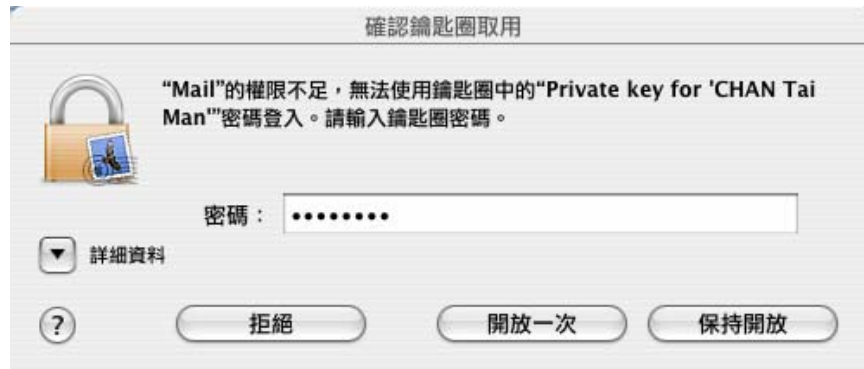 確認鑰匙圈取用
“Mail”的權限不足，無法使用鑰匙圈中的“Private key for 'CHAN Tai
Man'”密碼登入。請輸入鑰匙圈密碼。
密碼： ••••••••
詳細資料
? 拒絕 開放一次 保持開放